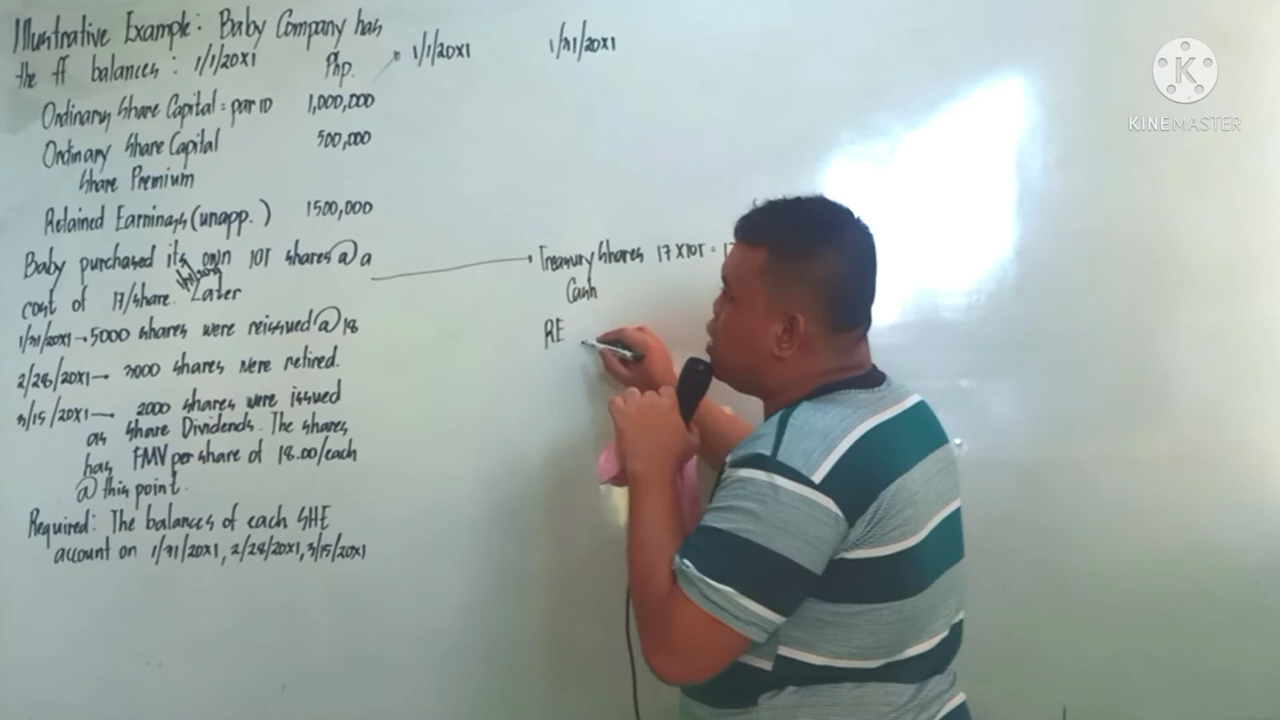 Illustrative Example: Baby Company has
the ff balances: 1/1/20X1 Php.
Ordinary Share Capital = par 10 1,000,000
Ordinary Share Capital 500,000
Share Premium
Retained Earnings (unapp.) 1500,000
Baby purchased its own 10T shares @ a
cost of 17/share. Later
1/31/20X1 → 5000 shares were reissued @ 18
2/28/20X1 → 3000 shares were retired.
3/15/20X1 → 2000 shares were issued
as share Dividends. The shares
has FMV per share of 18.00/each
@ this point.
Required: The balances of each SHE
account on 1/31/20X1, 2/28/20X1, 3/15/20X1
1/1/20X1 1/31/20X1
Treasury Shares 17 X 10T =
Cash
RE
K
KINEMASTER